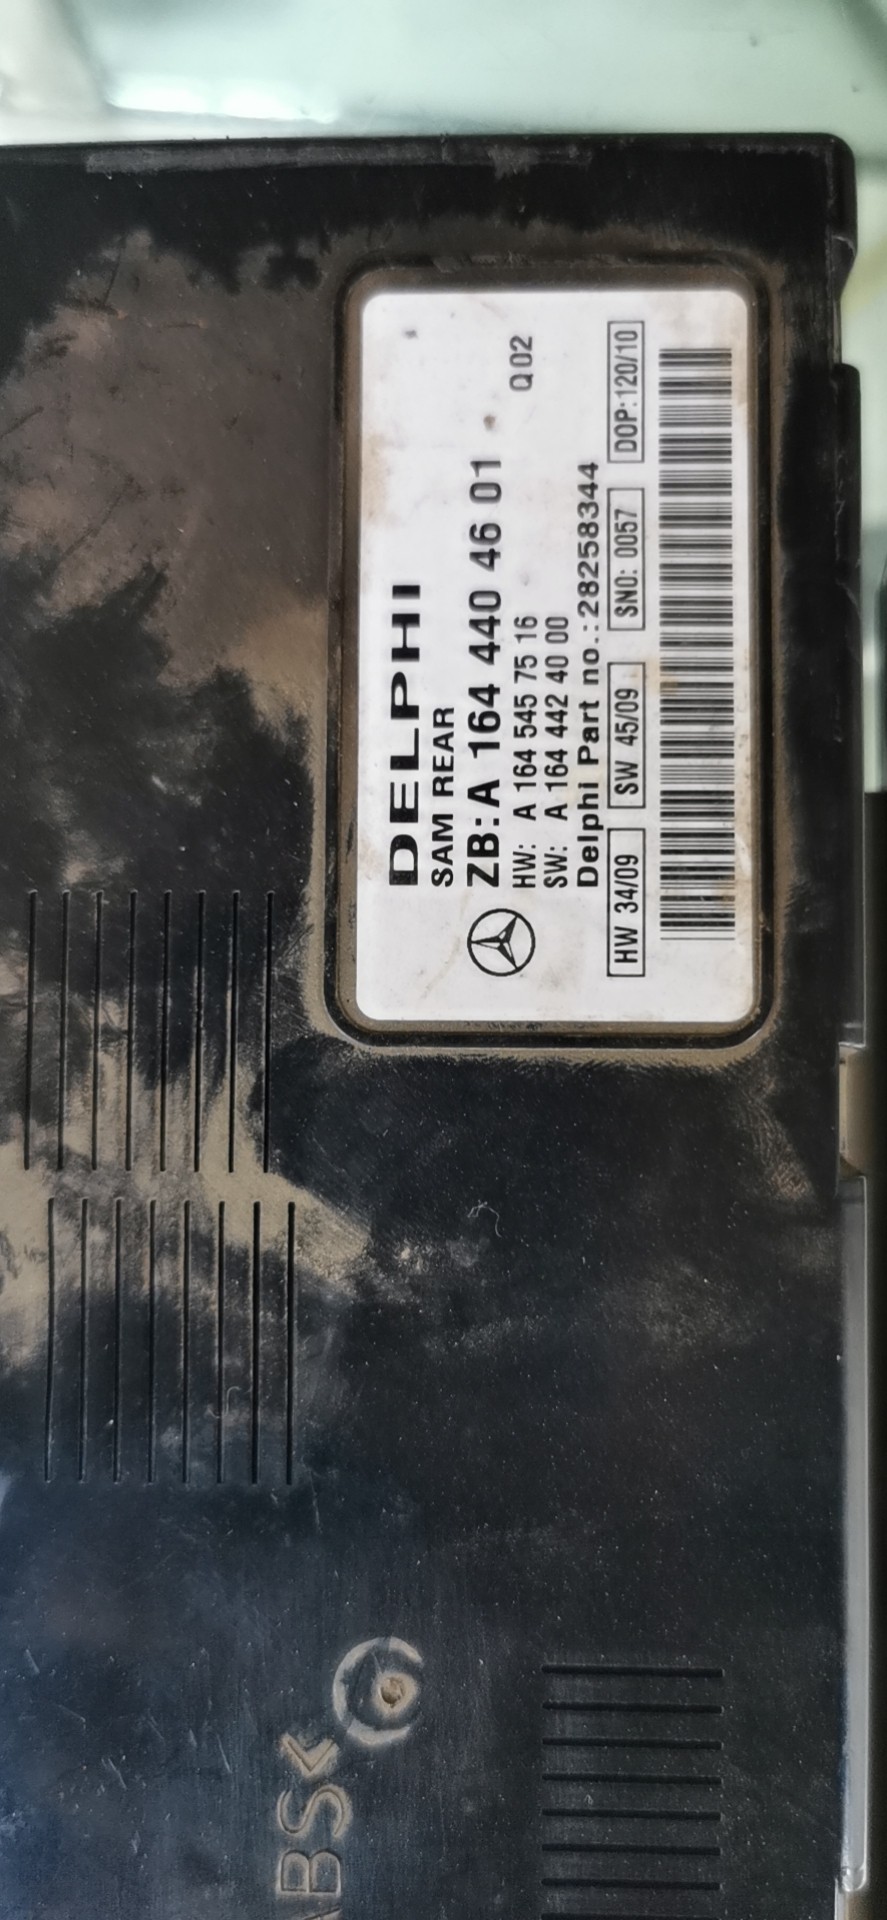 DELPHI
SAM REAR
ZB: A 164 440 46 01
HW: A 164 545 75 16 Q02
SW: A 164 442 40 00
Delphi Part no.: 28258344
HW 34/09 SW 45/09 SNO: 0057 DOP: 120/10
ABS<